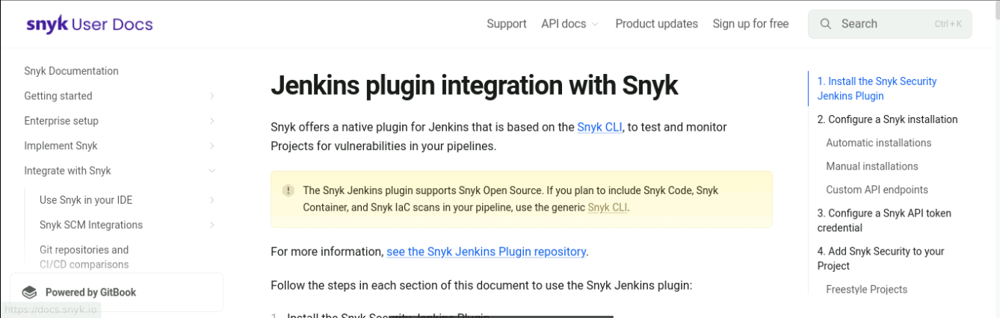 snyk User Docs
Support
API docs
Product updates
Sign up for free
Search
Ctrl + K
Snyk Documentation
Getting started
Enterprise setup
Implement Snyk
Integrate with Snyk
Use Snyk in your IDE
Snyk SCM Integrations
Git repositories and
CI/CD comparisons
Powered by GitBook
https://docs.snyk.io
Jenkins plugin integration with Snyk
Snyk offers a native plugin for Jenkins that is based on the Snyk CLI, to test and monitor
Projects for vulnerabilities in your pipelines.
The Snyk Jenkins plugin supports Snyk Open Source. If you plan to include Snyk Code, Snyk
Container, and Snyk IaC scans in your pipeline, use the generic Snyk CLI.
For more information, see the Snyk Jenkins Plugin repository.
Follow the steps in each section of this document to use the Snyk Jenkins plugin:
1. Install the Snyk Security Jenkins Plugin
1. Install the Snyk Security
Jenkins Plugin
2. Configure a Snyk installation
Automatic installations
Manual installations
Custom API endpoints
3. Configure a Snyk API token
credential
4. Add Snyk Security to your
Project
Freestyle Projects